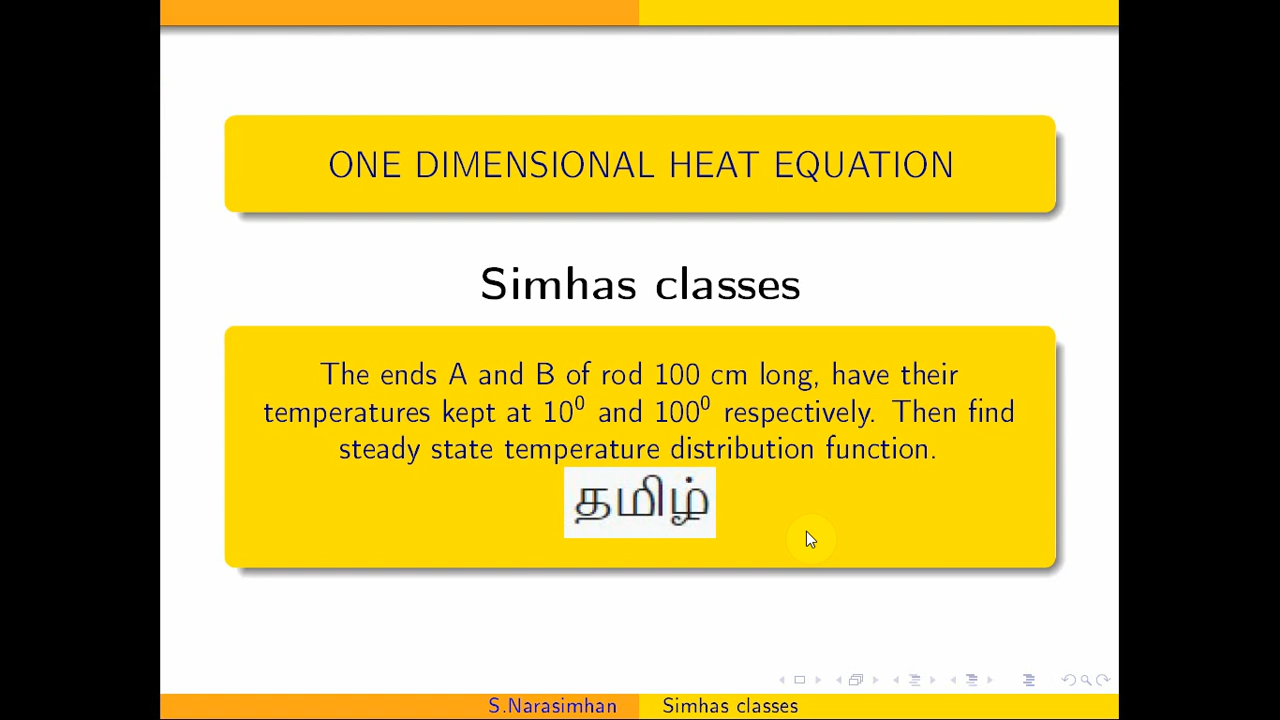 ONE DIMENSIONAL HEAT EQUATION
Simhas classes
The ends A and B of rod 100 cm long, have their
temperatures kept at 10⁰ and 100⁰ respectively. Then find
steady state temperature distribution function.
தமிழ்
S.Narasimhan Simhas classes